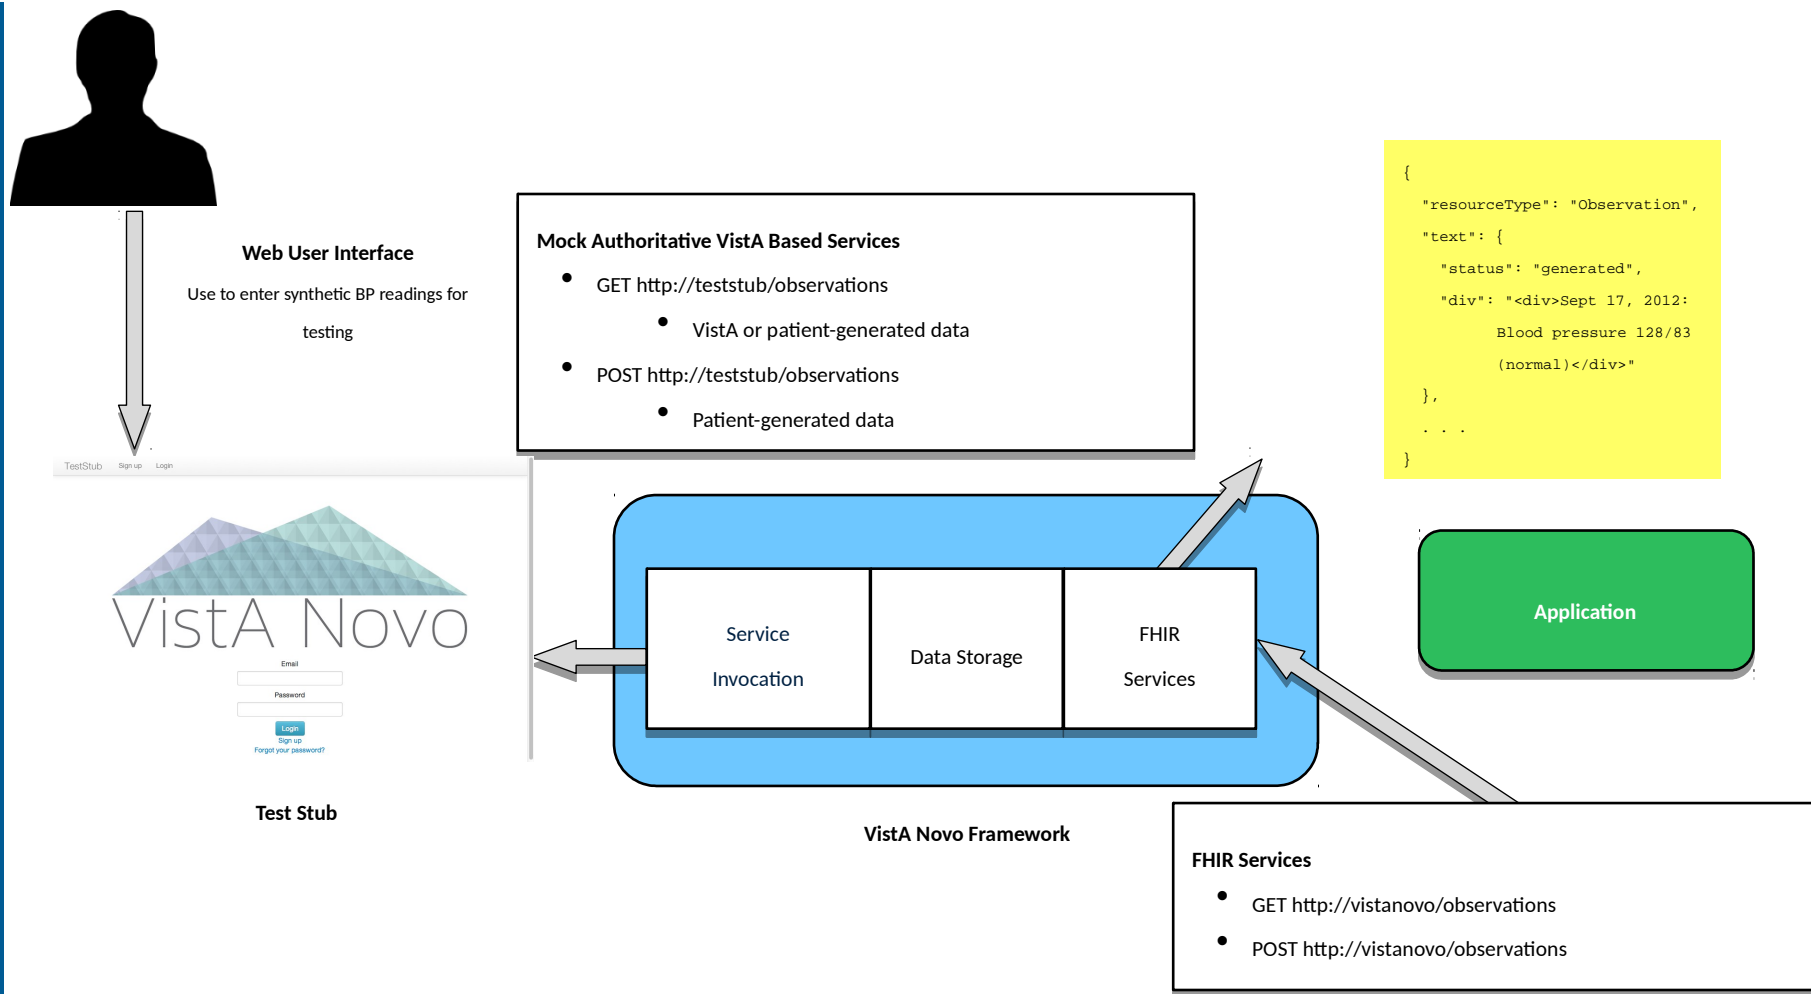 Web User Interface
Use to enter synthetic BP readings for
testing
Mock Authoritative VistA Based Services
• GET http://teststub/observations
• VistA or patient-generated data
• POST http://teststub/observations
• Patient-generated data
{
"resourceType": "Observation",
"text": {
"status": "generated",
"div": "<div>Sept 17, 2012:
Blood pressure 128/83
(normal)</div>"
},
. . .
}
TestStub Sign up Login
VistA Novo
Email
Password
Login
Sign up
Forgot your password?
Test Stub
Service
Invocation
Data Storage
FHIR
Services
VistA Novo Framework
Application
FHIR Services
• GET http://vistanovo/observations
• POST http://vistanovo/observations